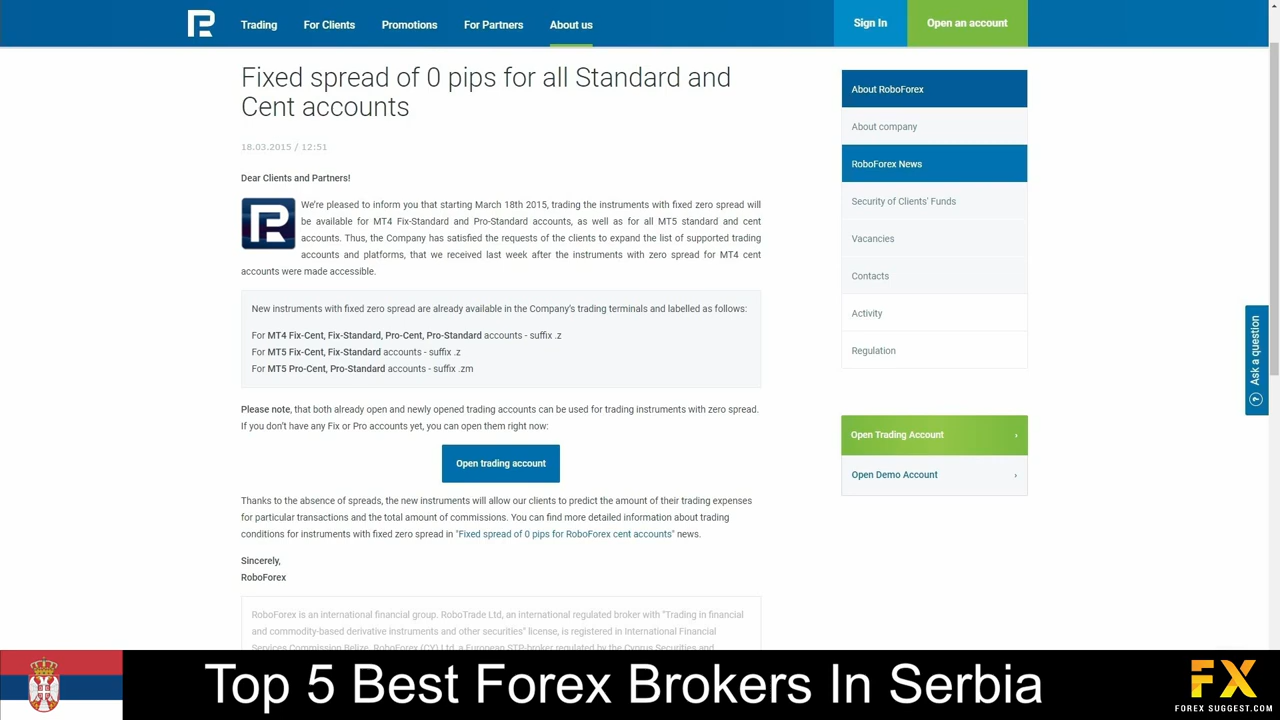 Trading For Clients Promotions For Partners About us Sign In Open an account
Fixed spread of 0 pips for all Standard and
Cent accounts
18.03.2015 / 12:51
Dear Clients and Partners!
We're pleased to inform you that starting March 18th 2015, trading the instruments with fixed zero spread will
be available for MT4 Fix-Standard and Pro-Standard accounts, as well as for all MT5 standard and cent
accounts. Thus, the Company has satisfied the requests of the clients to expand the list of supported trading
accounts and platforms, that we received last week after the instruments with zero spread for MT4 cent
accounts were made accessible.
New instruments with fixed zero spread are already available in the Company's trading terminals and labelled as follows:
For MT4 Fix-Cent, Fix-Standard, Pro-Cent, Pro-Standard accounts - suffix .z
For MT5 Fix-Cent, Fix-Standard accounts - suffix .z
For MT5 Pro-Cent, Pro-Standard accounts - suffix .zm
Please note, that both already open and newly opened trading accounts can be used for trading instruments with zero spread.
If you don't have any Fix or Pro accounts yet, you can open them right now:
Open trading account
Thanks to the absence of spreads, the new instruments will allow our clients to predict the amount of their trading expenses
for particular transactions and the total amount of commissions. You can find more detailed information about trading
conditions for instruments with fixed zero spread in "Fixed spread of 0 pips for RoboForex cent accounts" news.
Sincerely,
RoboForex
RoboForex is an international financial group. RoboTrade Ltd, an international regulated broker with "Trading in financial
and commodity-based derivative instruments and other securities" license, is registered in International Financial
Services Commission Belize. RoboForex (CY) Ltd, a European STP-broker regulated by the Cyprus Securities and
About RoboForex
About company
RoboForex News
Security of Clients' Funds
Vacancies
Contacts
Activity
Regulation
Open Trading Account
Open Demo Account
Ask a question
Top 5 Best Forex Brokers In Serbia
FX
FOREX SUGGEST.COM